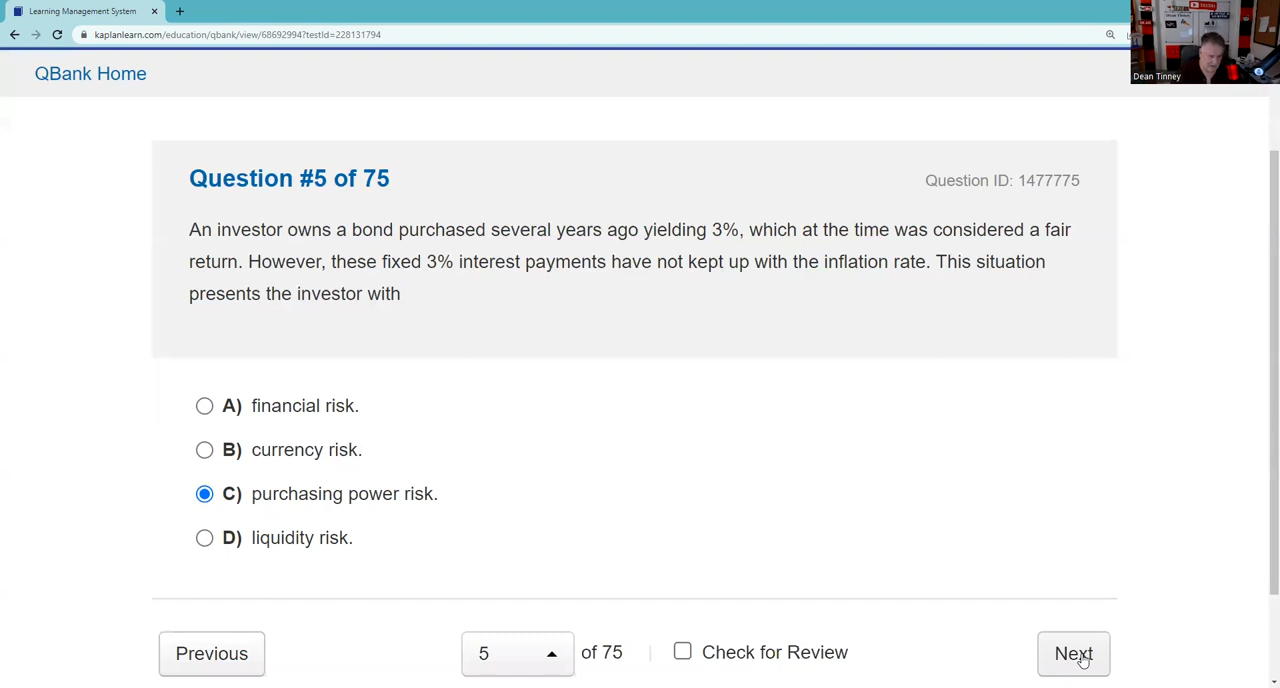 Learning Management System
kaplanlearn.com/education/qbank/view/68692994?testId=228131794
Dean Tinney
QBank Home
Question #5 of 75
Question ID: 1477775
An investor owns a bond purchased several years ago yielding 3%, which at the time was considered a fair
return. However, these fixed 3% interest payments have not kept up with the inflation rate. This situation
presents the investor with
A) financial risk.
B) currency risk.
C) purchasing power risk.
D) liquidity risk.
Previous
5 of 75
Check for Review
Next